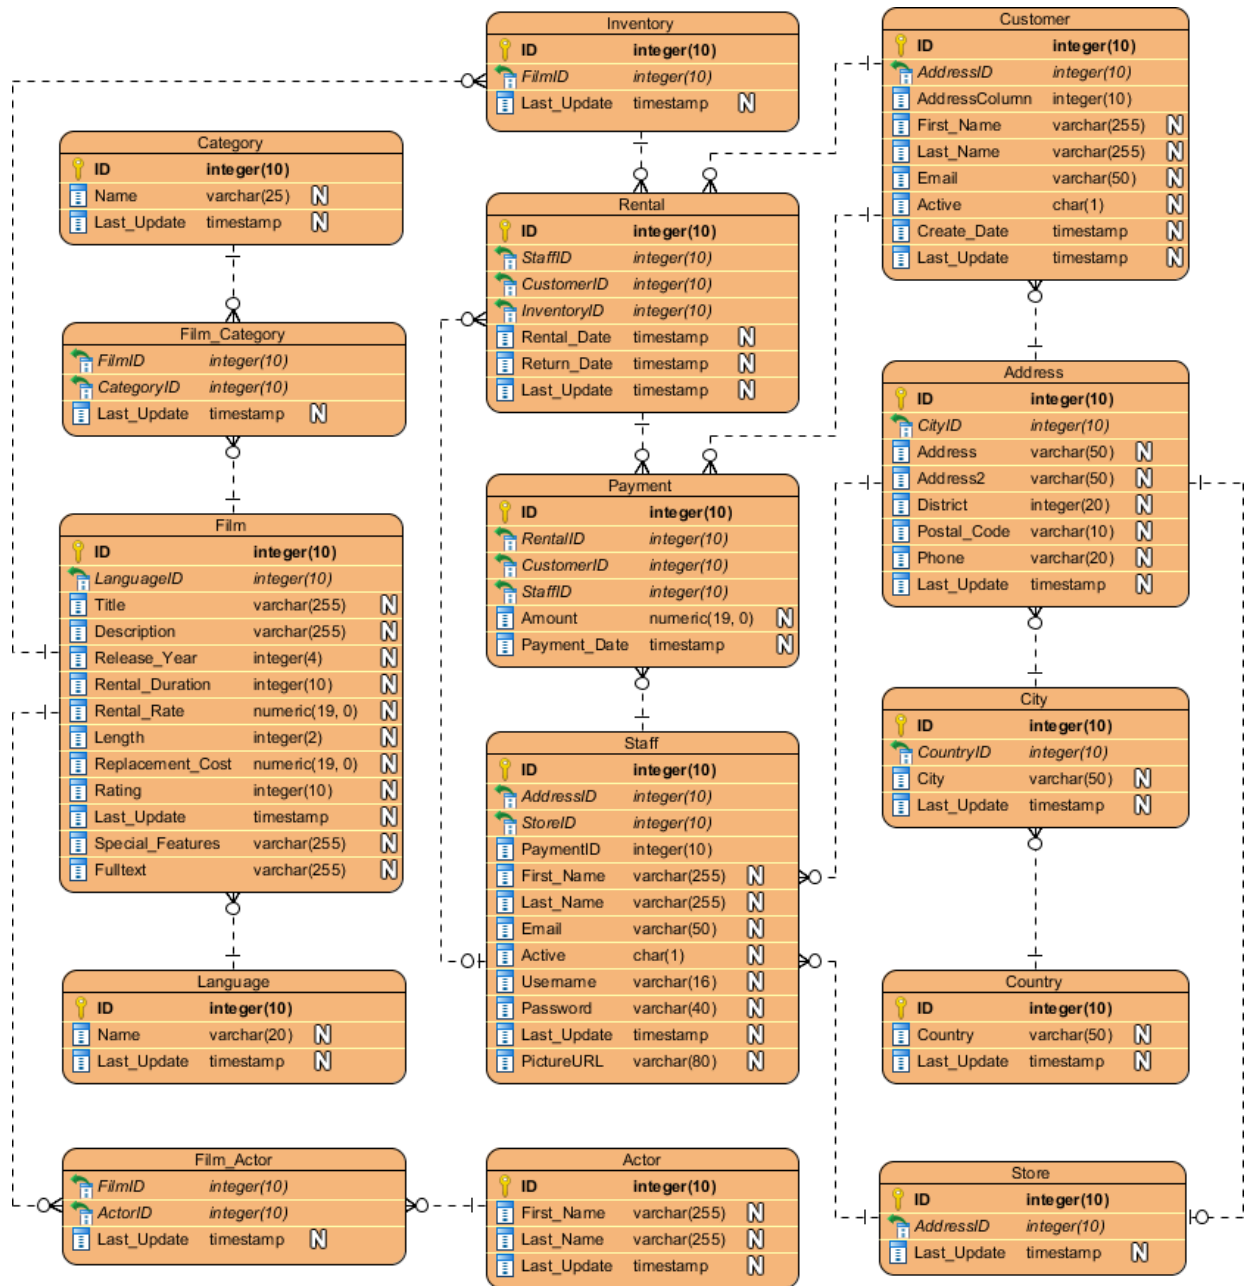 Inventory
ID integer(10)
FilmID integer(10)
Last_Update timestamp N
Customer
ID integer(10)
AddressID integer(10)
AddressColumn integer(10)
First_Name varchar(255) N
Last_Name varchar(255) N
Email varchar(50) N
Active char(1) N
Create_Date timestamp N
Last_Update timestamp N
Category
ID integer(10)
Name varchar(25) N
Last_Update timestamp N
Rental
ID integer(10)
StaffID integer(10)
CustomerID integer(10)
InventoryID integer(10)
Rental_Date timestamp N
Return_Date timestamp N
Last_Update timestamp N
Film_Category
FilmID integer(10)
CategoryID integer(10)
Last_Update timestamp N
Address
ID integer(10)
CityID integer(10)
Address varchar(50) N
Address2 varchar(50) N
District integer(20) N
Postal_Code varchar(10) N
Phone varchar(20) N
Last_Update timestamp N
Payment
ID integer(10)
RentalID integer(10)
CustomerID integer(10)
StaffID integer(10)
Amount numeric(19, 0) N
Payment_Date timestamp N
Film
ID integer(10)
LanguageID integer(10)
Title varchar(255) N
Description varchar(255) N
Release_Year integer(4) N
Rental_Duration integer(10) N
Rental_Rate numeric(19, 0) N
Length integer(2) N
Replacement_Cost numeric(19, 0) N
Rating integer(10) N
Last_Update timestamp N
Special_Features varchar(255) N
Fulltext varchar(255) N
City
ID integer(10)
CountryID integer(10)
City varchar(50) N
Last_Update timestamp N
Staff
ID integer(10)
AddressID integer(10)
StoreID integer(10)
PaymentID integer(10)
First_Name varchar(255) N
Last_Name varchar(255) N
Email varchar(50) N
Active char(1) N
Username varchar(16) N
Password varchar(40) N
Last_Update timestamp N
PictureURL varchar(80) N
Language
ID integer(10)
Name varchar(20) N
Last_Update timestamp N
Country
ID integer(10)
Country varchar(50) N
Last_Update timestamp N
Film_Actor
FilmID integer(10)
ActorID integer(10)
Last_Update timestamp N
Actor
ID integer(10)
First_Name varchar(255) N
Last_Name varchar(255) N
Last_Update timestamp N
Store
ID integer(10)
AddressID integer(10)
Last_Update timestamp N